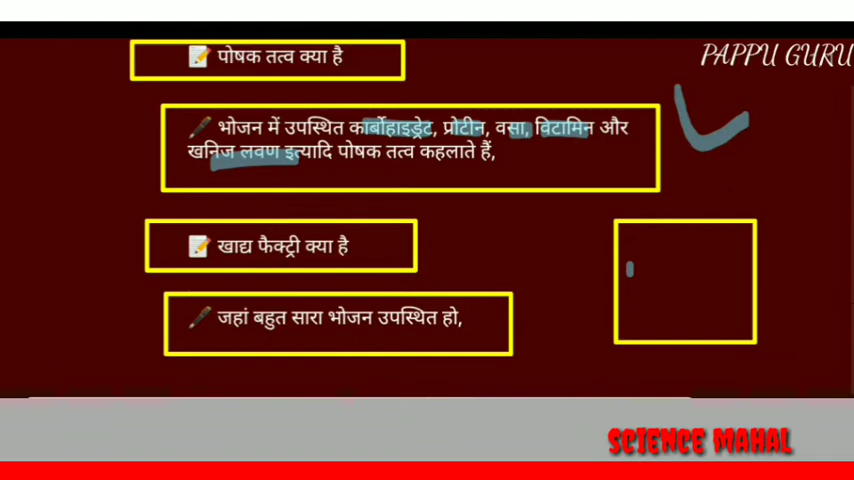 📝 पोषक तत्व क्या है
PAPPU GURU
🖋️ भोजन में उपस्थित कार्बोहाइड्रेट, प्रोटीन, वसा, विटामिन और
खनिज लवण इत्यादि पोषक तत्व कहलाते हैं,
📝 खाद्य फैक्ट्री क्या है
🖋️ जहां बहुत सारा भोजन उपस्थित हो,
SCIENCE MAHAL